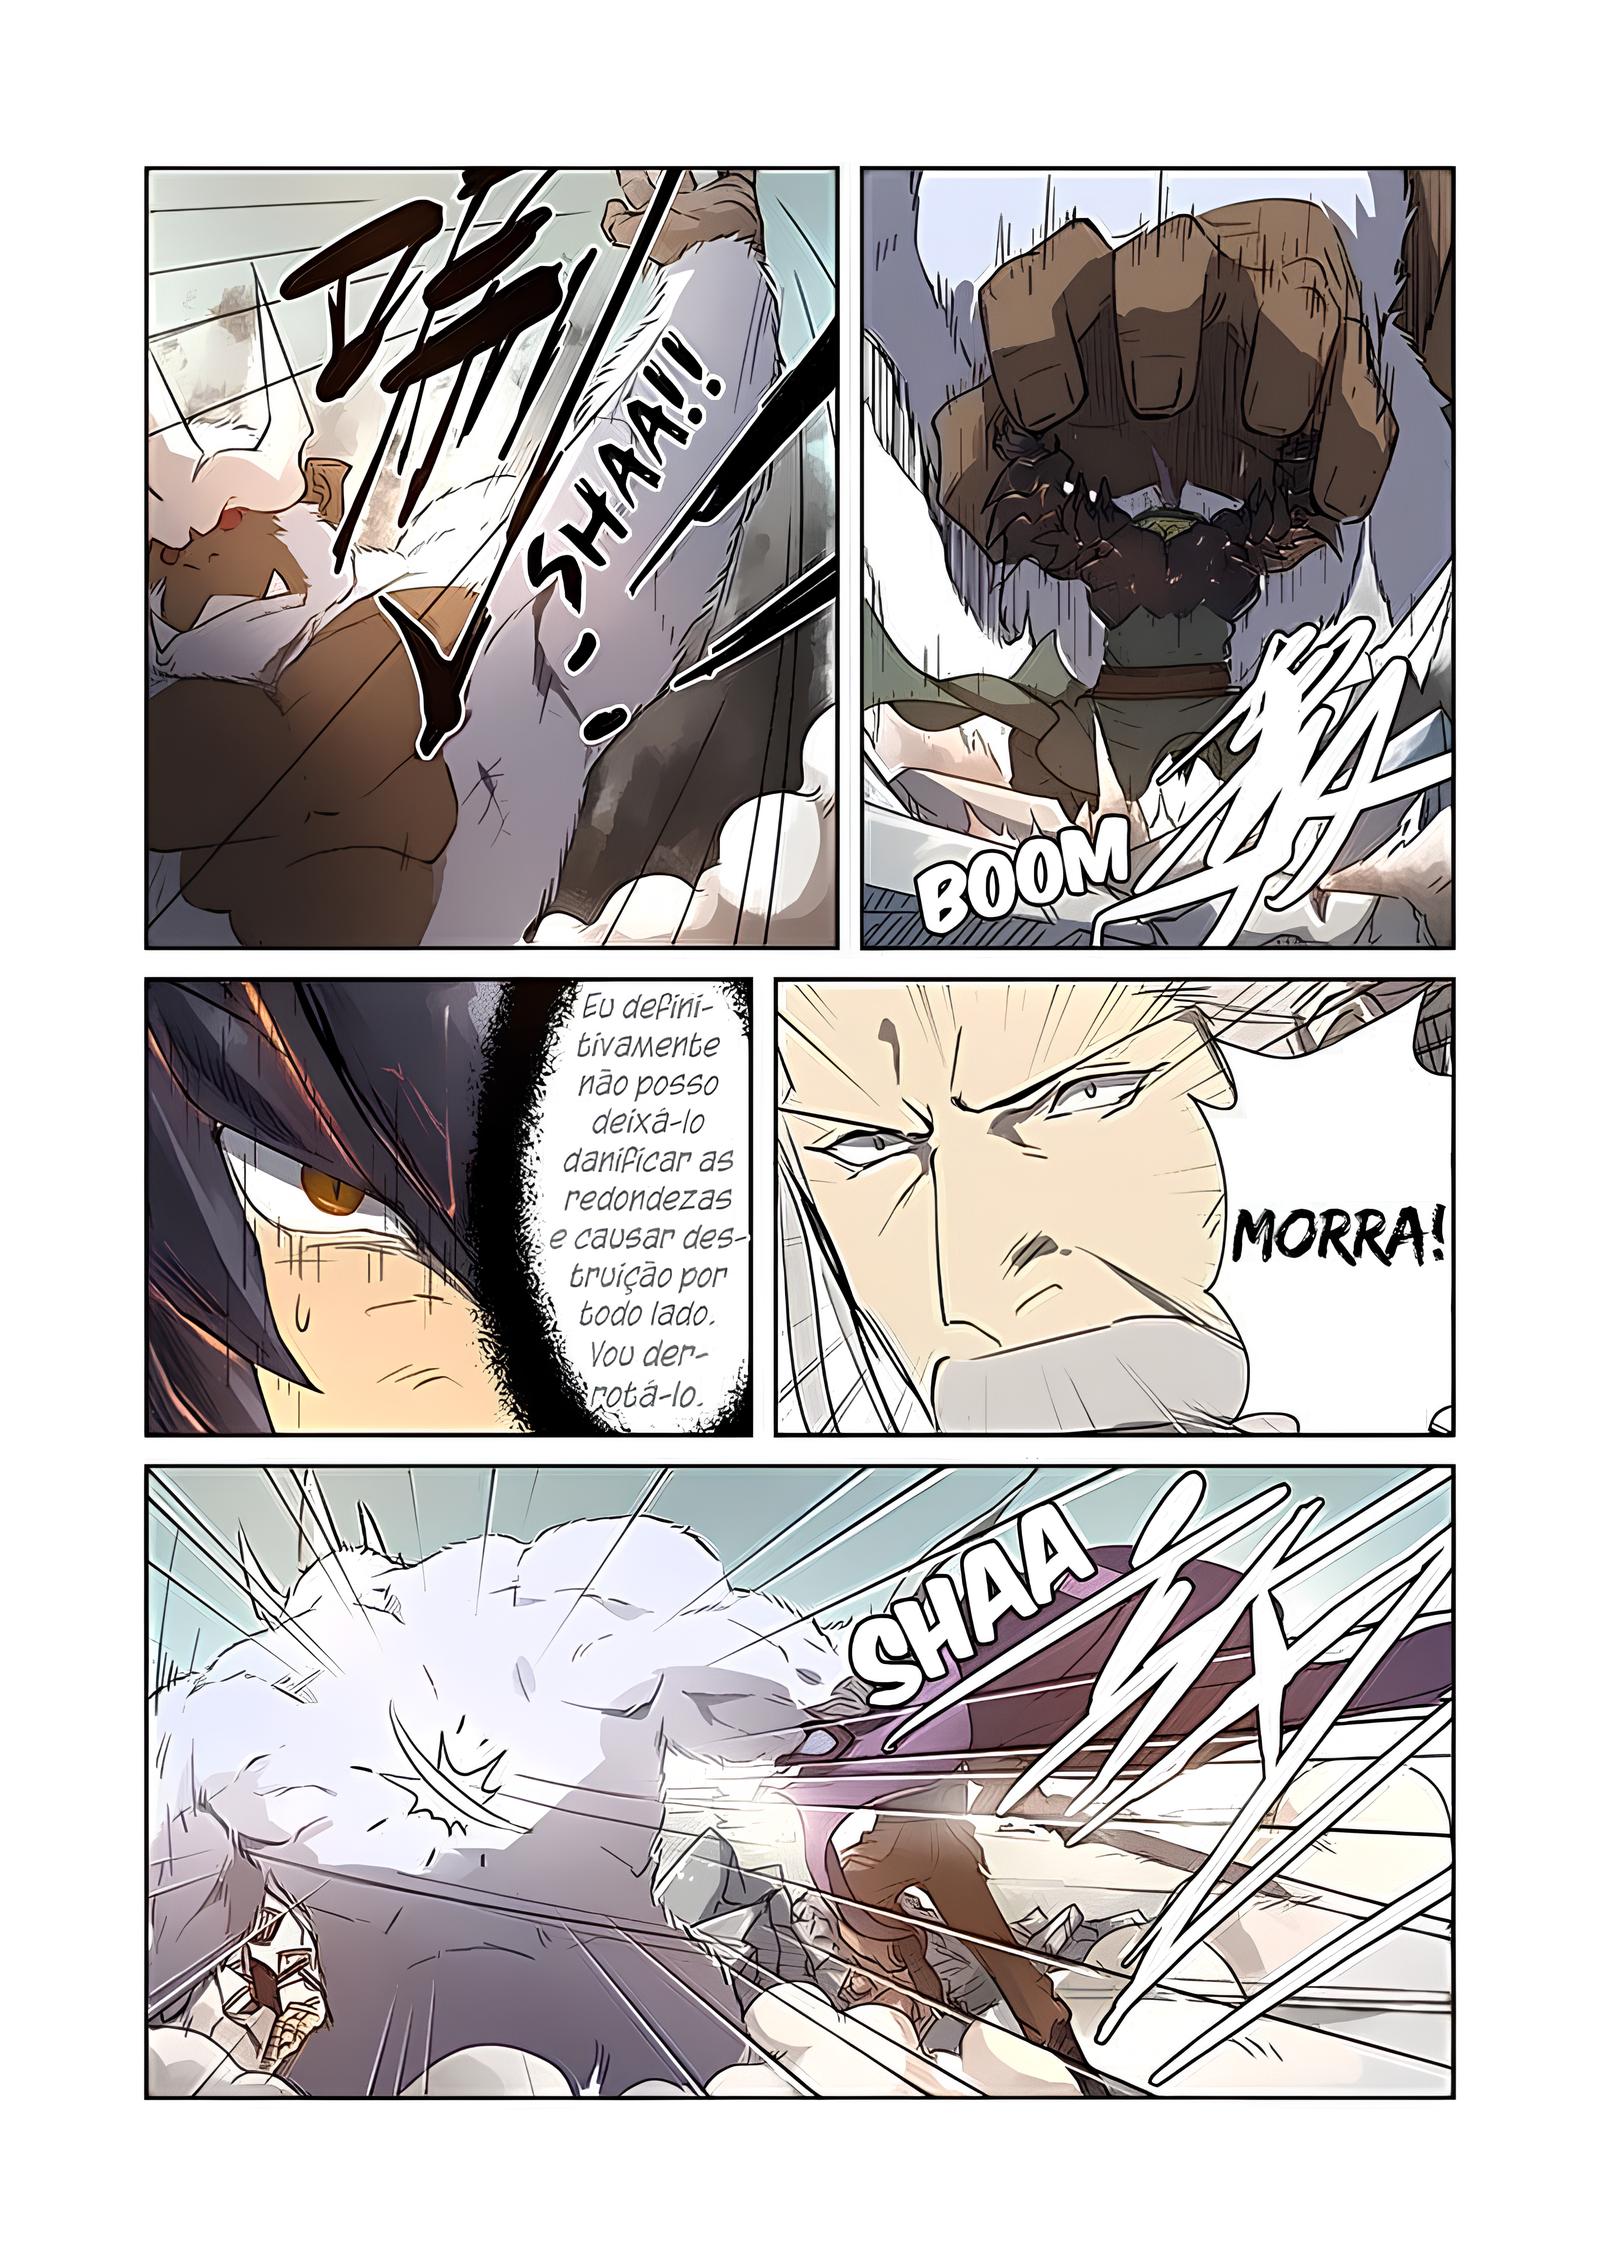 SHAA!!
BOOM
Eu defini-
tivamente
não posso
deixá-lo
danificar as
redondezas
e causar des-
truição por
todo lado.
Vou der-
rotá-lo.
MORRA!
SHAA